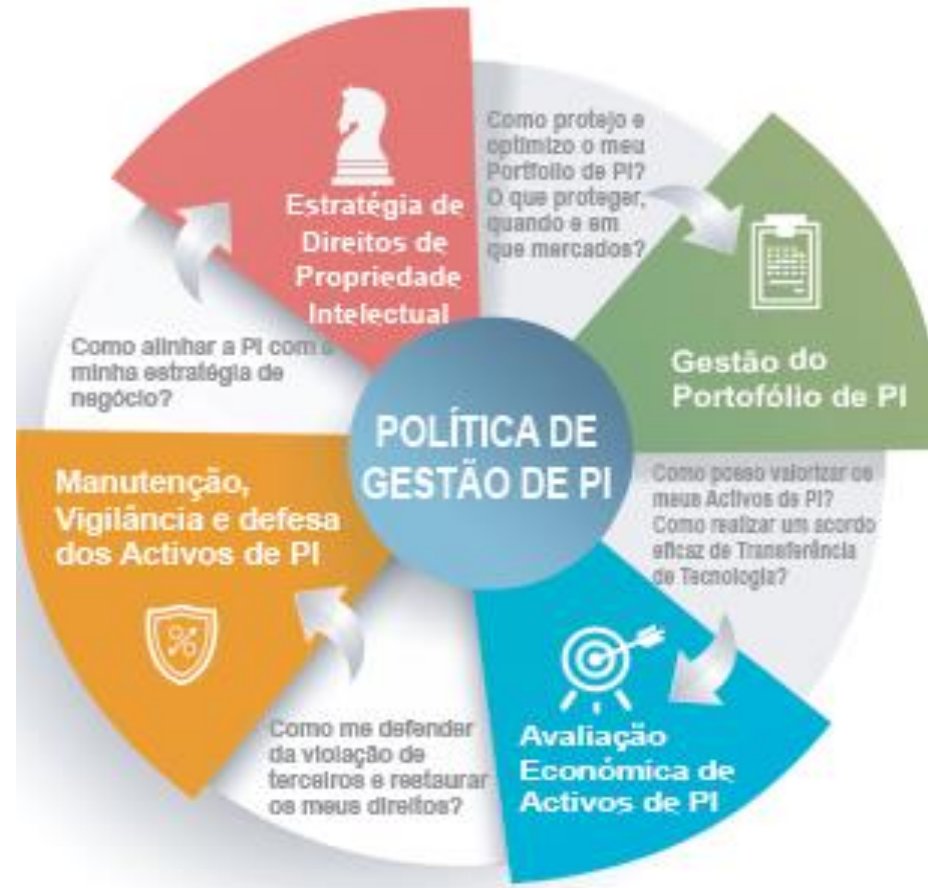 Estratégia de
Direitos de
Propriedade
Intelectual
Como protejo e
optimizo o meu
Portfolio de PI?
O que proteger,
quando e em
que mercados?
Gestão do
Portofólio de PI
Como posso valorizar os
meus Activos de PI?
Como realizar um acordo
eficaz de Transferência
de Tecnologia?
Avaliação
Económica de
Activos de PI
Como me defender
da violação de
terceiros e restaurar
os meus direitos?
Manutenção,
Vigilância e defesa
dos Activos de PI
Como alinhar a PI com a
minha estratégia de
negócio?
POLÍTICA DE
GESTÃO DE PI